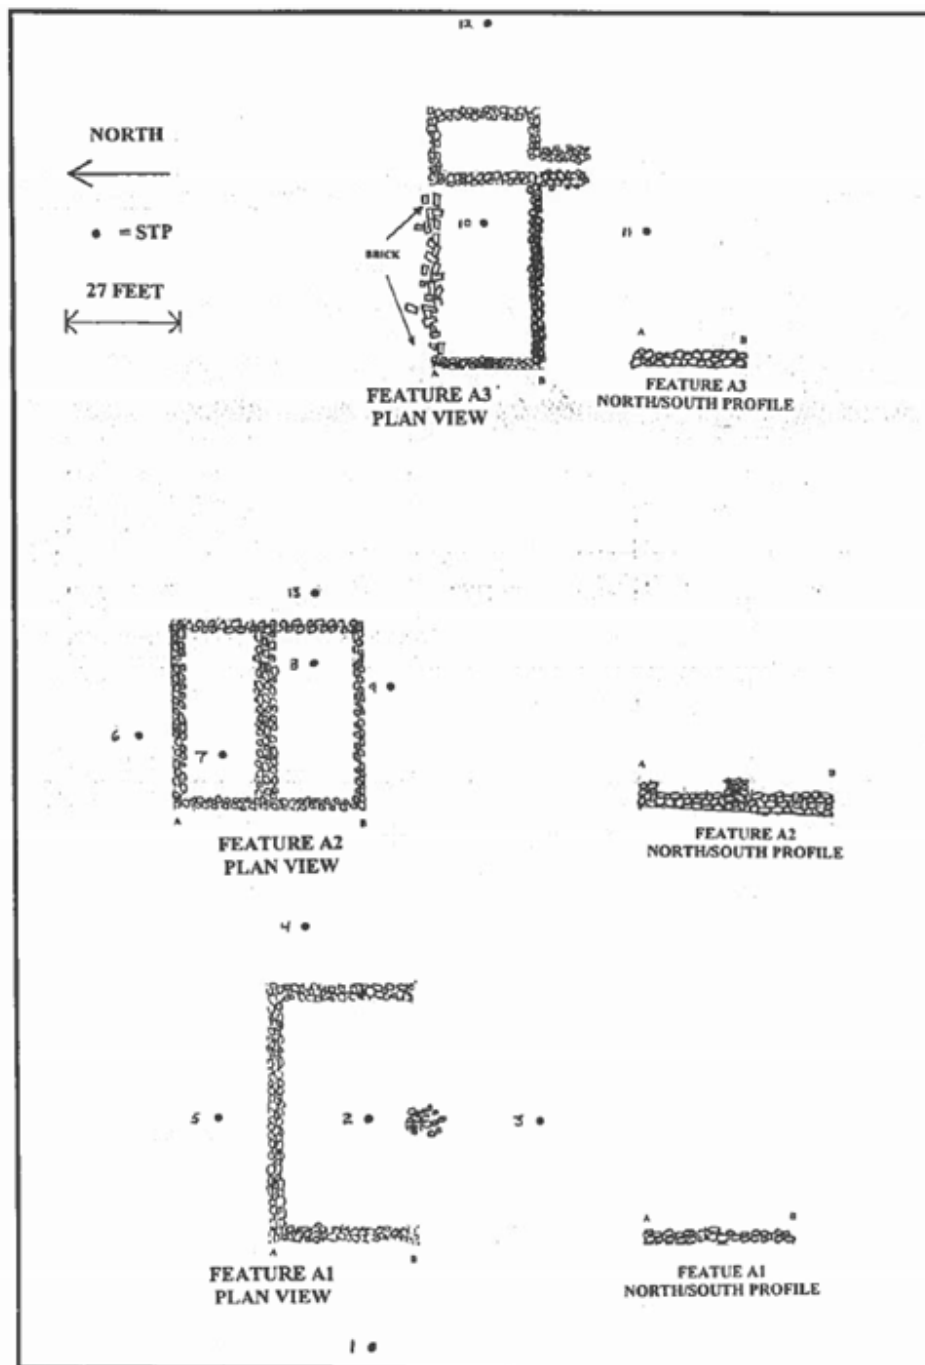 12
NORTH
• = STP
27 FEET
10
11
BRICK
A
B
A
B
FEATURE A3
PLAN VIEW
FEATURE A3
NORTH/SOUTH PROFILE
13
8
9
6
7
A
B
A
B
FEATURE A2
PLAN VIEW
FEATURE A2
NORTH/SOUTH PROFILE
4
5
2
3
A
B
A
B
FEATURE A1
PLAN VIEW
FEATUE A1
NORTH/SOUTH PROFILE
1